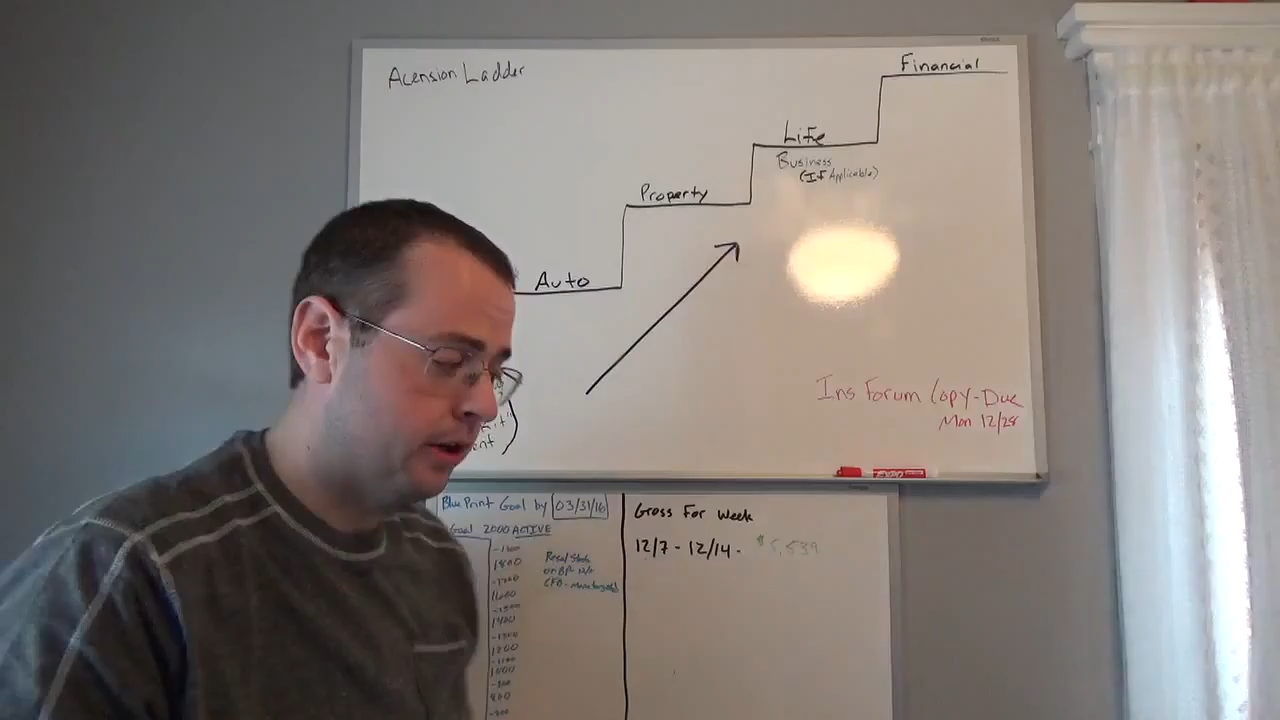 Acension Ladder
Financial
Life
Business
(If Applicable)
Property
Auto
Ins Forum Copy-Due
Mon 12/28
Blue Print Goal by 03/31/16
Goal 2000 ACTIVE
1800
1600
1400
1200
1000
800
Gross For Week
12/7 - 12/14 - $5,539